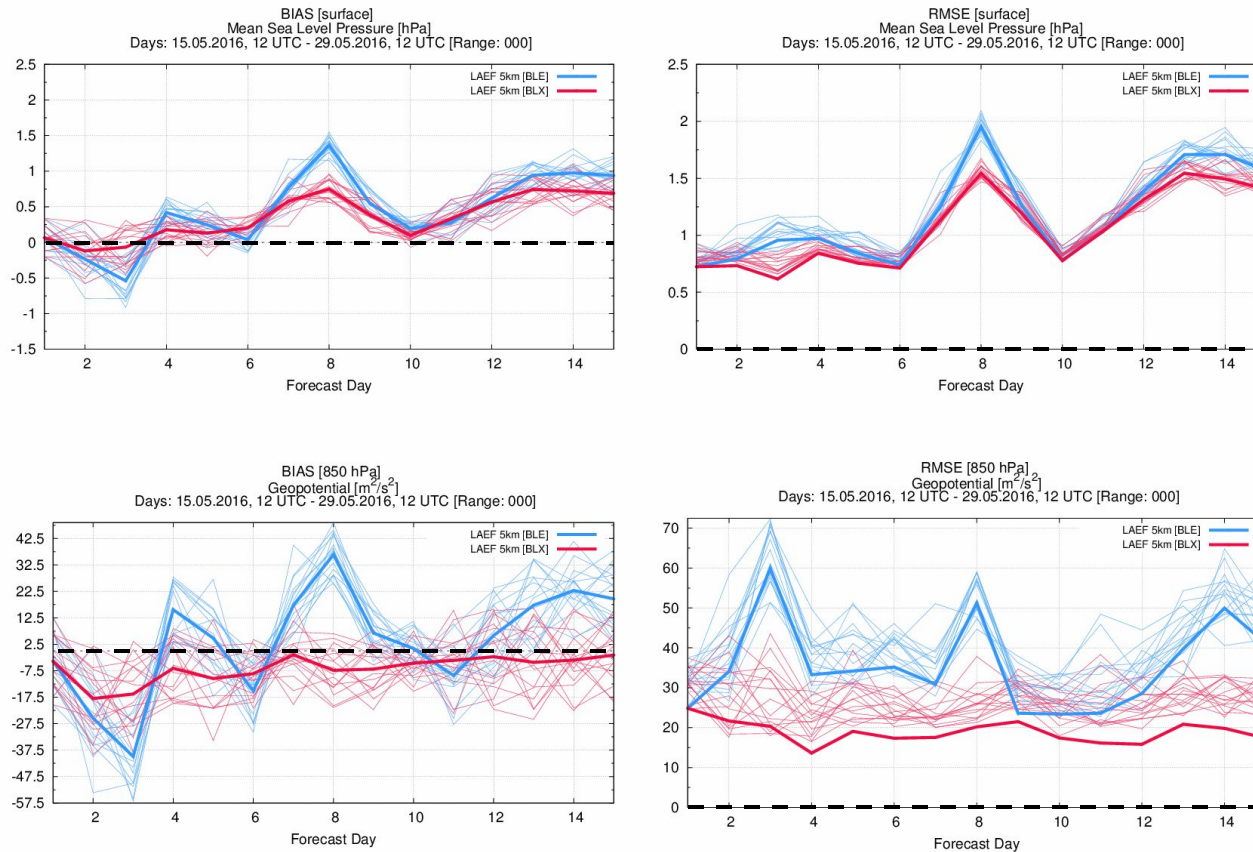 BIAS [surface]
Mean Sea Level Pressure [hPa]
Days: 15.05.2016, 12 UTC - 29.05.2016, 12 UTC [Range: 000]
LAEF 5km [BLE]
LAEF 5km [BLX]
2.5
2
1.5
1
0.5
0
-0.5
-1
-1.5
2 4 6 8 10 12 14
Forecast Day
RMSE [surface]
Mean Sea Level Pressure [hPa]
Days: 15.05.2016, 12 UTC - 29.05.2016, 12 UTC [Range: 000]
LAEF 5km [BLE]
LAEF 5km [BLX]
2.5
2
1.5
1
0.5
0
2 4 6 8 10 12 14
Forecast Day
BIAS [850 hPa]
Geopotential [m²/s²]
Days: 15.05.2016, 12 UTC - 29.05.2016, 12 UTC [Range: 000]
LAEF 5km [BLE]
LAEF 5km [BLX]
42.5
32.5
22.5
12.5
2.5
-7.5
-17.5
-27.5
-37.5
-47.5
-57.5
2 4 6 8 10 12 14
Forecast Day
RMSE [850 hPa]
Geopotential [m²/s²]
Days: 15.05.2016, 12 UTC - 29.05.2016, 12 UTC [Range: 000]
LAEF 5km [BLE]
LAEF 5km [BLX]
70
60
50
40
30
20
10
0
2 4 6 8 10 12 14
Forecast Day